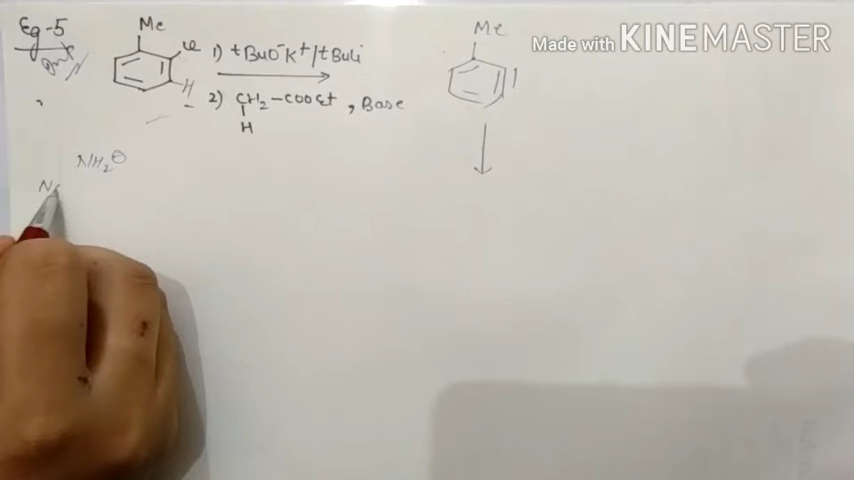 Eg-5
Me
Cl
H
1) tBuO⁻K⁺/tBuLi
2) CH₂-COOEt, Base
H
NH₂⊖
Me
Made with KINEMASTER